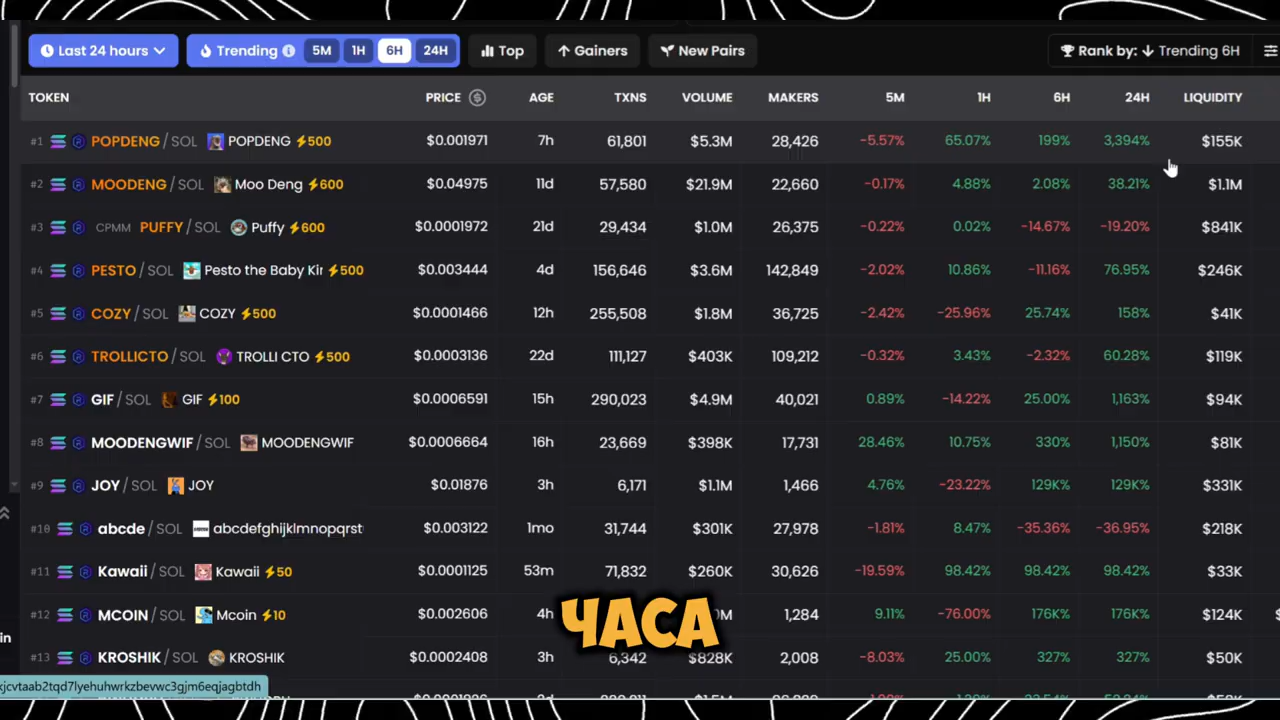 Last 24 hours Trending 5M 1H 6H 24H Top Gainers New Pairs Rank by: Trending 6H
TOKEN PRICE AGE TXNS VOLUME MAKERS 5M 1H 6H 24H LIQUIDITY
#1 POPDENG / SOL POPDENG 500 $0.001971 7h 61,801 $5.3M 28,426 -5.57% 65.07% 199% 3,394% $155K
#2 MOODENG / SOL Moo Deng 600 $0.04975 11d 57,580 $21.9M 22,660 -0.17% 4.88% 2.08% 38.21% $1.1M
#3 CPMM PUFFY / SOL Puffy 600 $0.0001972 21d 29,434 $1.0M 26,375 -0.22% 0.02% -14.67% -19.20% $841K
#4 PESTO / SOL Pesto the Baby Kir 500 $0.003444 4d 156,646 $3.6M 142,849 -2.02% 10.86% -11.16% 76.95% $246K
#5 COZY / SOL COZY 500 $0.0001466 12h 255,508 $1.8M 36,725 -2.42% -25.96% 25.74% 158% $41K
#6 TROLLICTO / SOL TROLLI CTO 500 $0.0003136 22d 111,127 $403K 109,212 -0.32% 3.43% -2.32% 60.28% $119K
#7 GIF / SOL GIF 100 $0.0006591 15h 290,023 $4.9M 40,021 0.89% -14.22% 25.00% 1,163% $94K
#8 MOODENGWIF / SOL MOODENGWIF $0.0006664 16h 23,669 $398K 17,731 28.46% 10.75% 330% 1,150% $81K
#9 JOY / SOL JOY $0.01876 3h 6,171 $1.1M 1,466 4.76% -23.22% 129K% 129K% $331K
#10 abcde / SOL abcdefghijklmnopqrst $0.003122 1mo 31,744 $301K 27,978 -1.81% 8.47% -35.36% -36.95% $218K
#11 Kawaii / SOL Kawaii 50 $0.0001125 53m 71,832 $260K 30,626 -19.59% 98.42% 98.42% 98.42% $33K
#12 MCOIN / SOL Mcoin 10 $0.002606 4h 0M 1,284 9.11% -76.00% 176K% 176K% $124K
ЧАСА
in
#13 KROSHIK / SOL KROSHIK $0.0002408 3h 6,342 $828K 2,008 -8.03% 25.00% 327% 327% $50K
xjcvtaab2tqd7lyehuhwrkzbevwc3gjm6eqjagbtdh